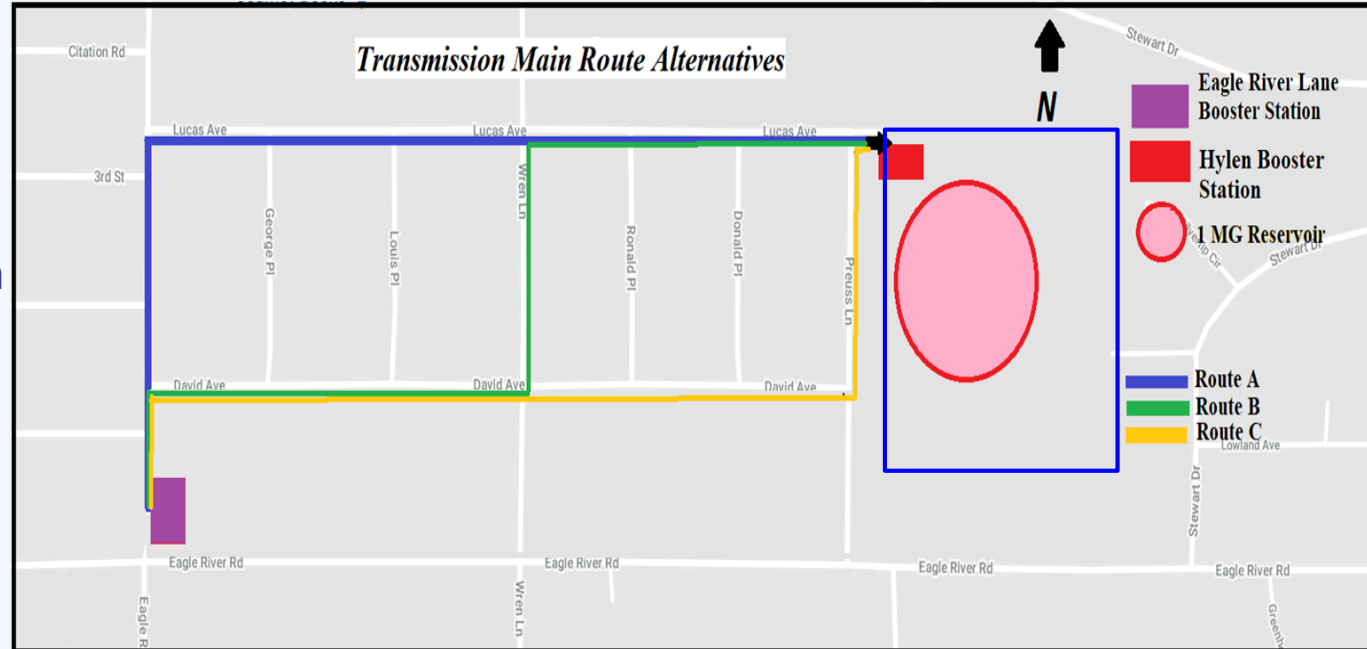 Transmission Main Route Alternatives
Citation Rd
Stewart Dr
N
Eagle River Lane
Booster Station
Hylen Booster
Station
1 MG Reservoir
Lucas Ave
Lucas Ave
Lucas Ave
3rd St
Wren Ln
George Pl
Louis Pl
Ronald Pl
Donald Pl
Preuss Ln
Cir
Stewart Dr
David Ave
David Ave
David Ave
Route A
Route B
Route C
Lowland Ave
Stewart Dr
Eagle River Rd
Eagle River Rd
Eagle River Rd
Eagle River Rd
Eagle R
Wren Ln